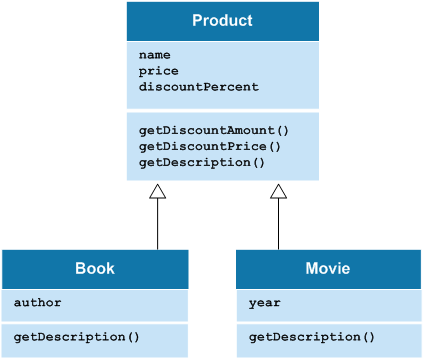 Product
name
price
discountPercent
getDiscountAmount()
getDiscountPrice()
getDescription()
Book
author
getDescription()
Movie
year
getDescription()